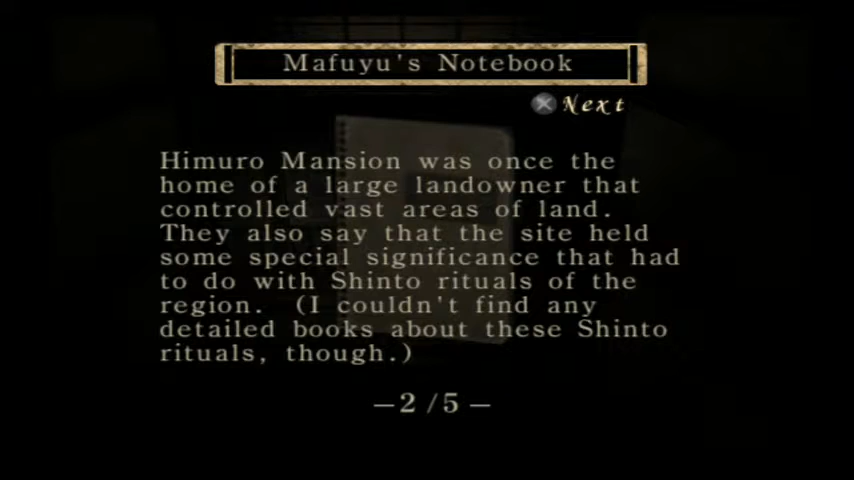 Mafuyu's Notebook
Next
Himuro Mansion was once the
home of a large landowner that
controlled vast areas of land.
They also say that the site held
some special significance that had
to do with Shinto rituals of the
region.  (I couldn't find any
detailed books about these Shinto
rituals, though.)
—2 /5 —